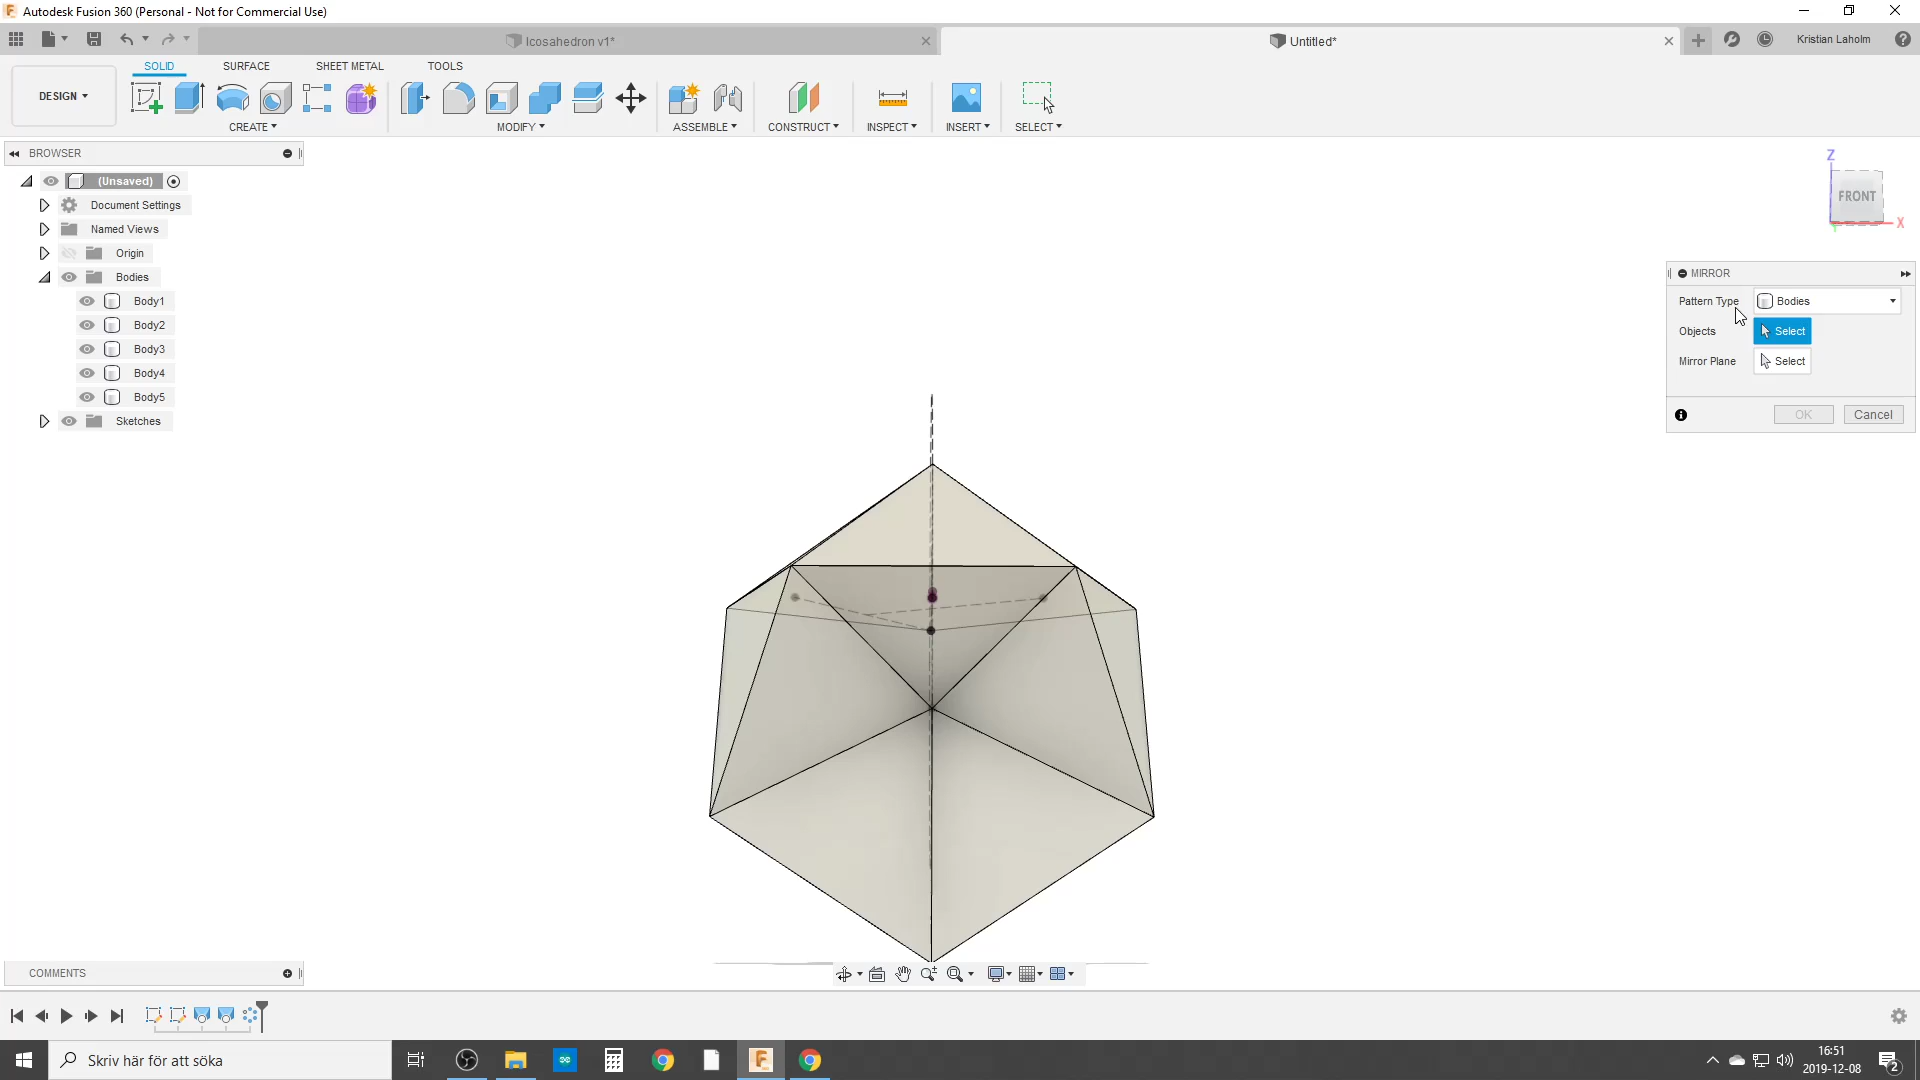 Autodesk Fusion 360 (Personal - Not for Commercial Use)
Icosahedron v1*
Untitled*
Kristian Laholm
SOLID SURFACE SHEET METAL TOOLS
DESIGN
CREATE MODIFY ASSEMBLE CONSTRUCT INSPECT INSERT SELECT
BROWSER
(Unsaved)
Document Settings
Named Views
Origin
Bodies
Body1
Body2
Body3
Body4
Body5
Sketches
Z
FRONT
X
MIRROR
Pattern Type Bodies
Objects Select
Mirror Plane Select
OK Cancel
COMMENTS
Skriv här för att söka
16:51
2019-12-08
2